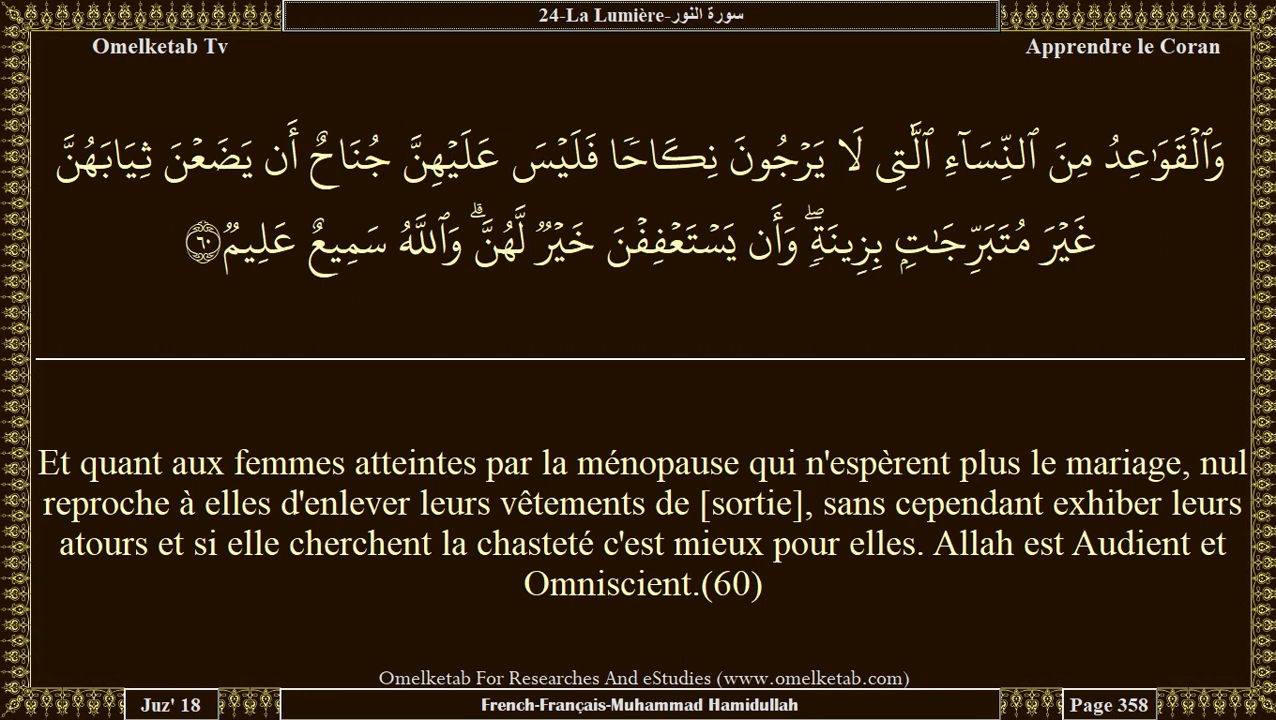 24-La Lumière-سورة النور
Omelketab Tv
Apprendre le Coran
وَٱلۡقَوَٰعِدُ مِنَ ٱلنِّسَآءِ ٱلَّٰتِي لَا يَرۡجُونَ نِكَاحٗا فَلَيۡسَ عَلَيۡهِنَّ جُنَاحٌ أَن يَضَعۡنَ ثِيَابَهُنَّ
غَيۡرَ مُتَبَرِّجَٰتِۭ بِزِينَةٖۖ وَأَن يَسۡتَعۡفِفۡنَ خَيۡرٞ لَّهُنَّۗ وَٱللَّهُ سَمِيعٌ عَلِيمٞ ٦٠
Et quant aux femmes atteintes par la ménopause qui n'espèrent plus le mariage, nul
reproche à elles d'enlever leurs vêtements de [sortie], sans cependant exhiber leurs
atours et si elle cherchent la chasteté c'est mieux pour elles. Allah est Audient et
Omniscient.(60)
Omelketab For Researches And eStudies (www.omelketab.com)
Juz' 18
French-Français-Muhammad Hamidullah
Page 358